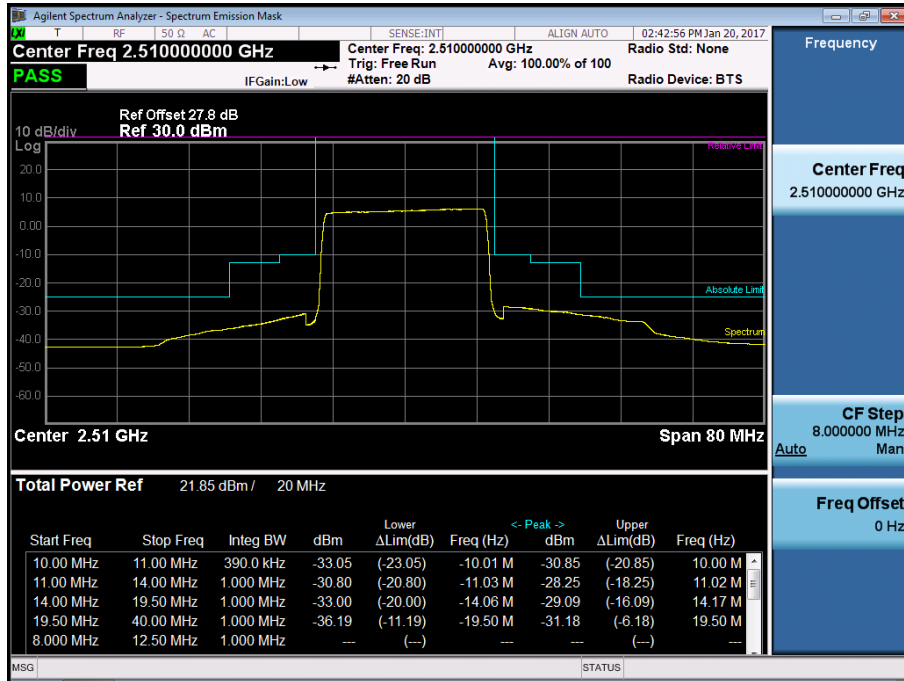 Agilent Spectrum Analyzer - Spectrum Emission Mask
LXI T RF 50 Ω AC SENSE:INT ALIGN AUTO 02:42:56 PM Jan 20, 2017
Center Freq 2.510000000 GHz
Center Freq: 2.510000000 GHz Radio Std: None
Trig: Free Run Avg: 100.00% of 100
PASS IFGain:Low #Atten: 20 dB Radio Device: BTS
Ref Offset 27.8 dB
10 dB/div Ref 30.0 dBm
Log
Relative Limit
20.0
10.0
0.00
-10.0
-20.0
Absolute Limit
-30.0
Spectrum
-40.0
-50.0
-60.0
Center 2.51 GHz Span 80 MHz
Total Power Ref 21.85 dBm / 20 MHz
Lower <- Peak -> Upper
Start Freq Stop Freq Integ BW dBm ΔLim(dB) Freq (Hz) dBm ΔLim(dB) Freq (Hz)
10.00 MHz 11.00 MHz 390.0 kHz -33.05 (-23.05) -10.01 M -30.85 (-20.85) 10.00 M
11.00 MHz 14.00 MHz 1.000 MHz -30.80 (-20.80) -11.03 M -28.25 (-18.25) 11.02 M
14.00 MHz 19.50 MHz 1.000 MHz -33.00 (-20.00) -14.06 M -29.09 (-16.09) 14.17 M
19.50 MHz 40.00 MHz 1.000 MHz -36.19 (-11.19) -19.50 M -31.18 (-6.18) 19.50 M
8.000 MHz 12.50 MHz 1.000 MHz --- (---) --- --- (---) ---
MSG STATUS
Frequency
Center Freq
2.510000000 GHz
CF Step
8.000000 MHz
Auto Man
Freq Offset
0 Hz